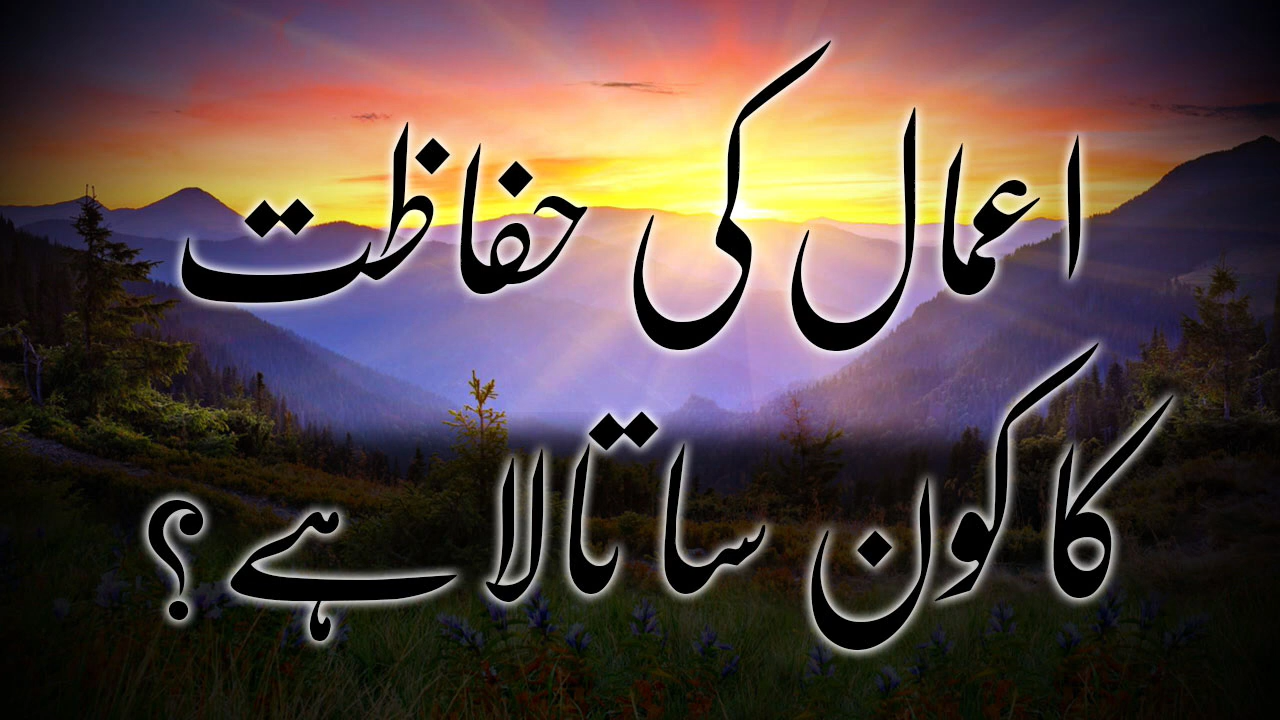 اعمال کی حفاظت
کا کون سا تالا ہے؟